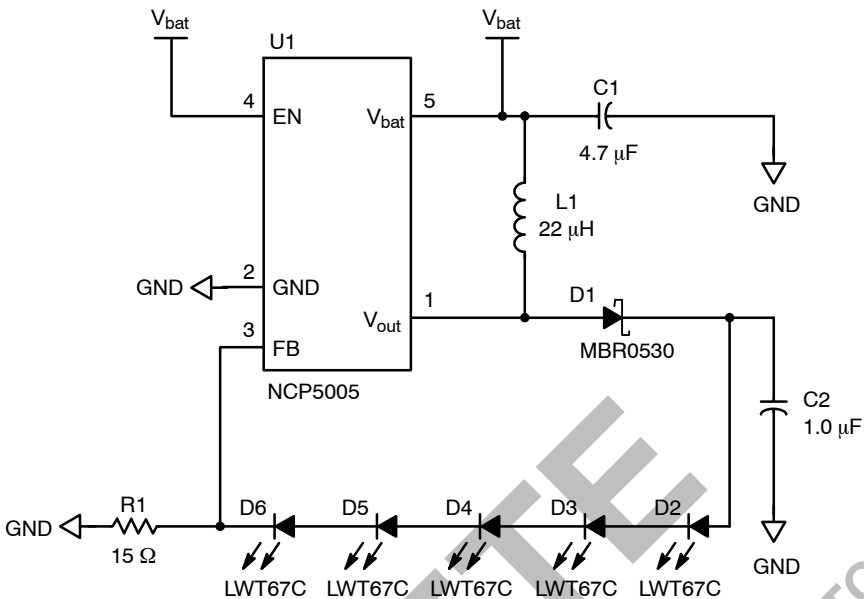 Vbat
Vbat
U1
C1
4 EN
Vbat 5
4.7 μF
GND
L1
22 μH
GND
2 GND
1
Vout
D1
3 FB
MBR0530
NCP5005
C2
1.0 μF
R1
D6 D5 D4 D3 D2
GND
15 Ω
GND
LWT67C LWT67C LWT67C LWT67C LWT67C